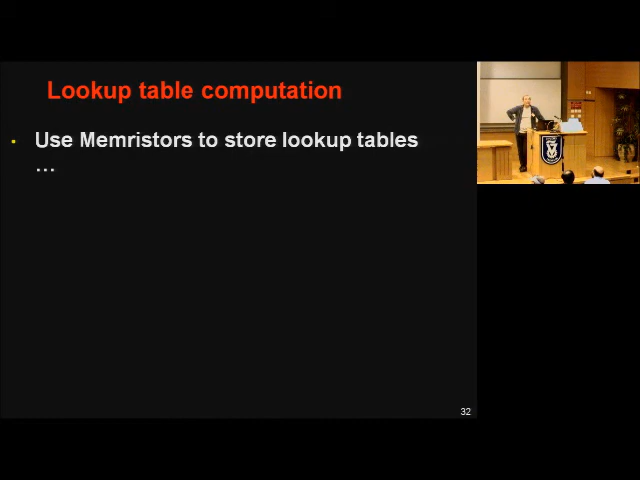 Lookup table computation
Use Memristors to store lookup tables
...
32